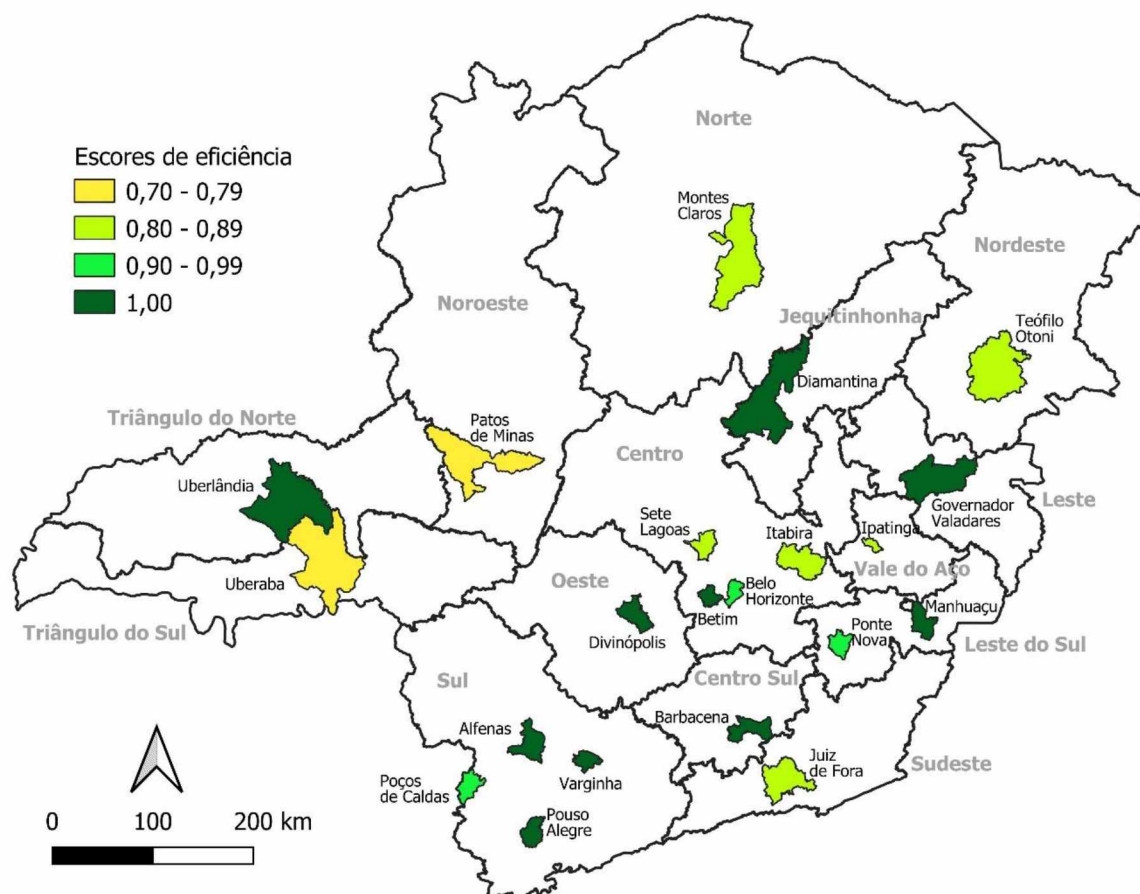 Norte
Escores de eficiência
0,70 - 0,79
0,80 - 0,89
0,90 - 0,99
1,00
Montes
Claros
Nordeste
Noroeste
Jequitinhonha
Teófilo
Otoni
Diamantina
Triângulo do Norte
Patos
de Minas
Centro
Uberlândia
Governador
Valadares
Leste
Sete
Lagoas
Itabira
Ipatinga
Vale do Aço
Uberaba
Oeste
Belo
Horizonte
Betim
Manhuaçu
Triângulo do Sul
Divinópolis
Ponte
Nova
Leste do Sul
Sul
Centro Sul
Alfenas
Barbacena
Varginha
Juiz
de Fora
Sudeste
Poços
de Caldas
Pouso
Alegre
0 100 200 km